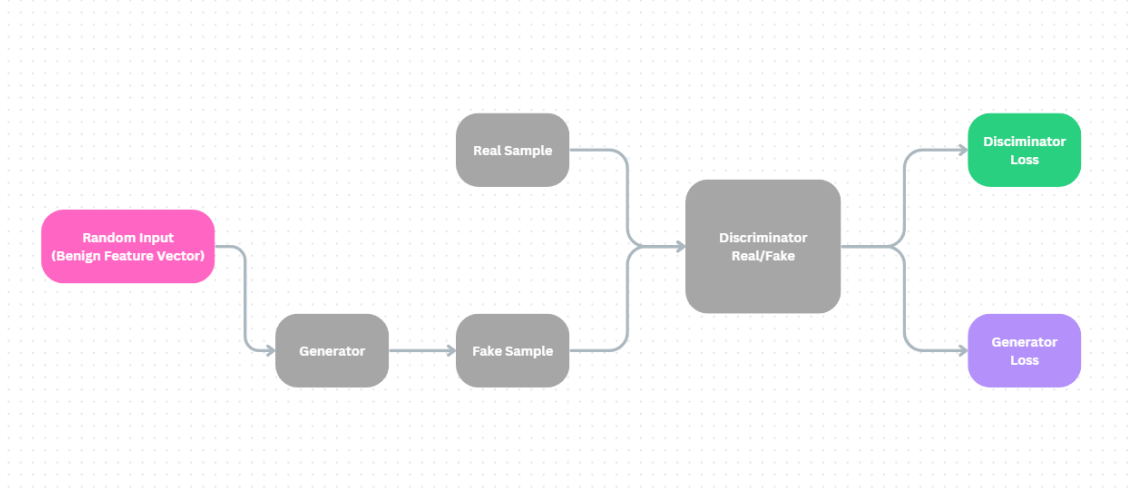 Real Sample
Disciminator
Loss
Random Input
(Benign Feature Vector)
Discriminator
Real/Fake
Generator
Fake Sample
Generator
Loss